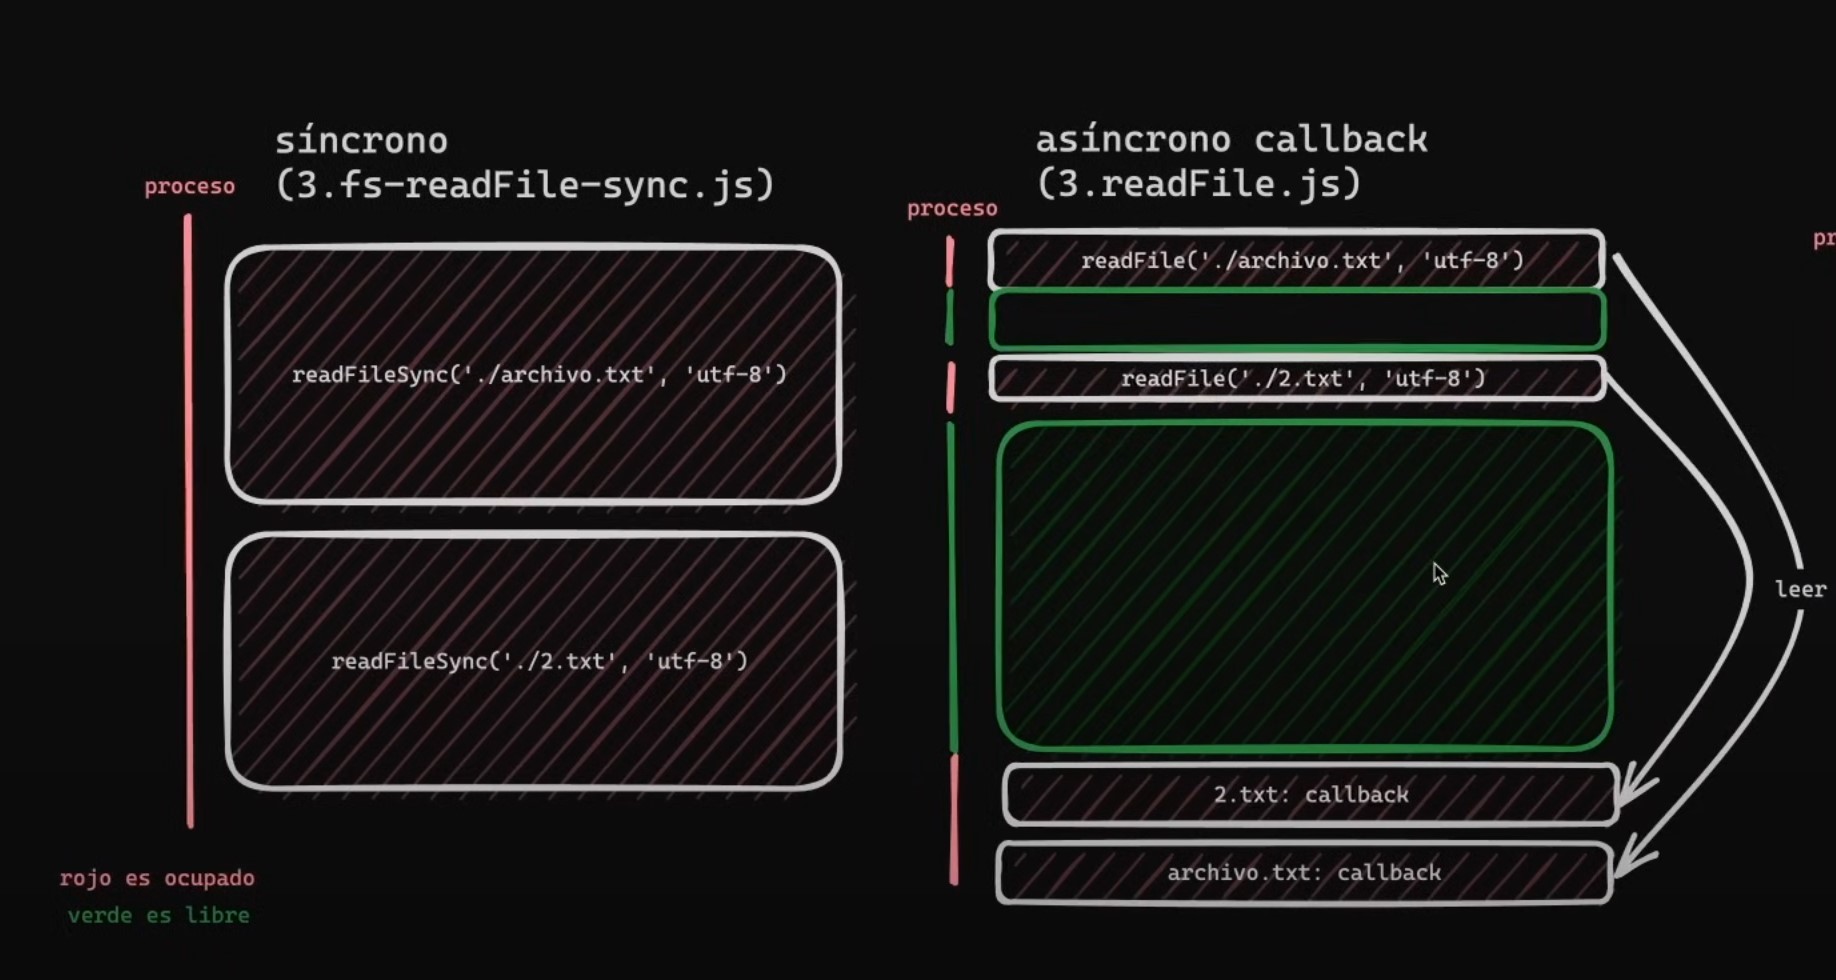 síncrono
(3.fs-readFile-sync.js)
proceso
readFileSync('./archivo.txt', 'utf-8')
readFileSync('./2.txt', 'utf-8')
rojo es ocupado
verde es libre
asíncrono callback
(3.readFile.js)
proceso
readFile('./archivo.txt', 'utf-8')
readFile('./2.txt', 'utf-8')
leer
2.txt: callback
archivo.txt: callback
pr